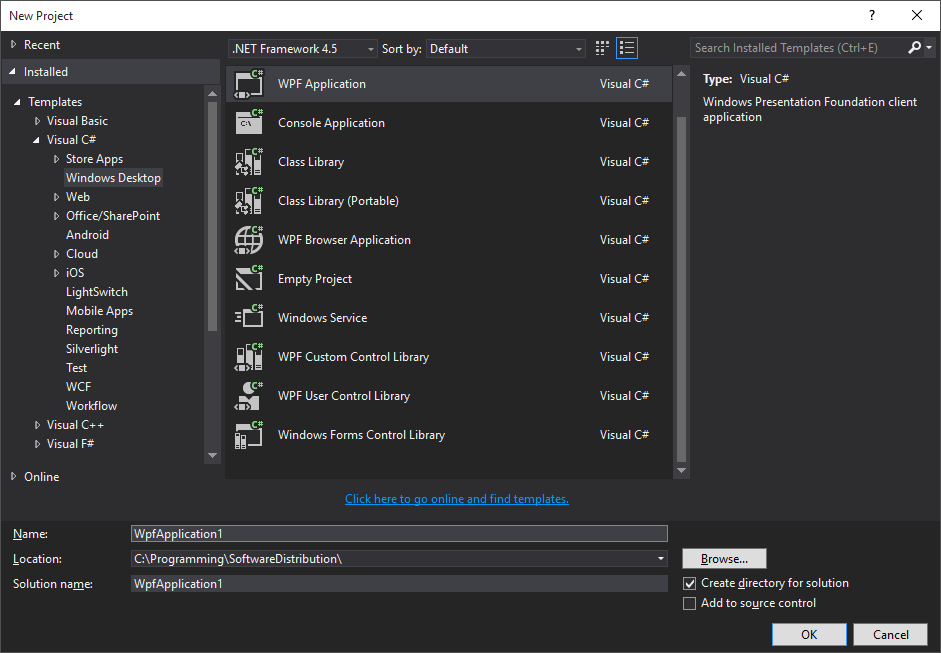 New Project
?
Recent
.NET Framework 4.5 Sort by: Default
Search Installed Templates (Ctrl+E)
Installed
Templates
Visual Basic
Visual C#
Store Apps
Windows Desktop
Web
Office/SharePoint
Android
Cloud
iOS
LightSwitch
Mobile Apps
Reporting
Silverlight
Test
WCF
Workflow
Visual C++
Visual F#
Online
C# WPF Application Visual C#
C# C:\ Console Application Visual C#
C# Class Library Visual C#
C# Class Library (Portable) Visual C#
C# WPF Browser Application Visual C#
C# Empty Project Visual C#
C# Windows Service Visual C#
C# WPF Custom Control Library Visual C#
C# WPF User Control Library Visual C#
C# Windows Forms Control Library Visual C#
Type: Visual C#
Windows Presentation Foundation client
application
Click here to go online and find templates.
Name: WpfApplication1
Location: C:\Programming\SoftwareDistribution\ Browse...
Solution name: WpfApplication1
Create directory for solution
Add to source control
OK Cancel